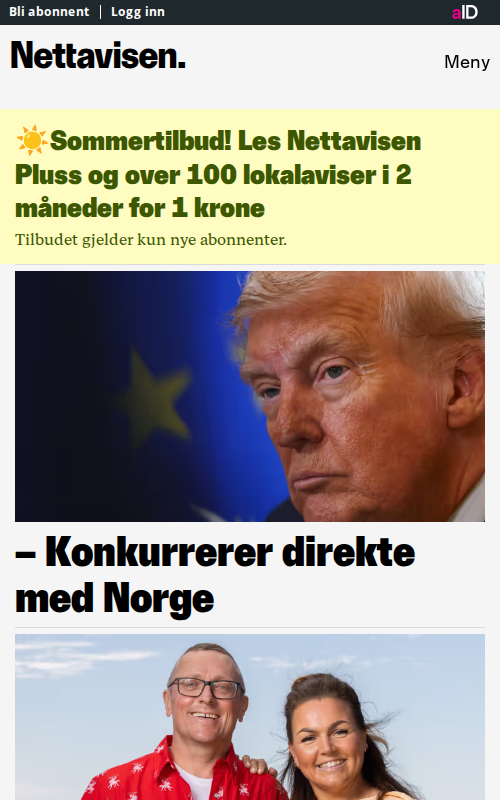 Bli abonnent
Logg inn
aID
Nettavisen.
Meny
☀️Sommertilbud! Les Nettavisen
Pluss og over 100 lokalaviser i 2
måneder for 1 krone
Tilbudet gjelder kun nye abonnenter.
– Konkurrerer direkte
med Norge